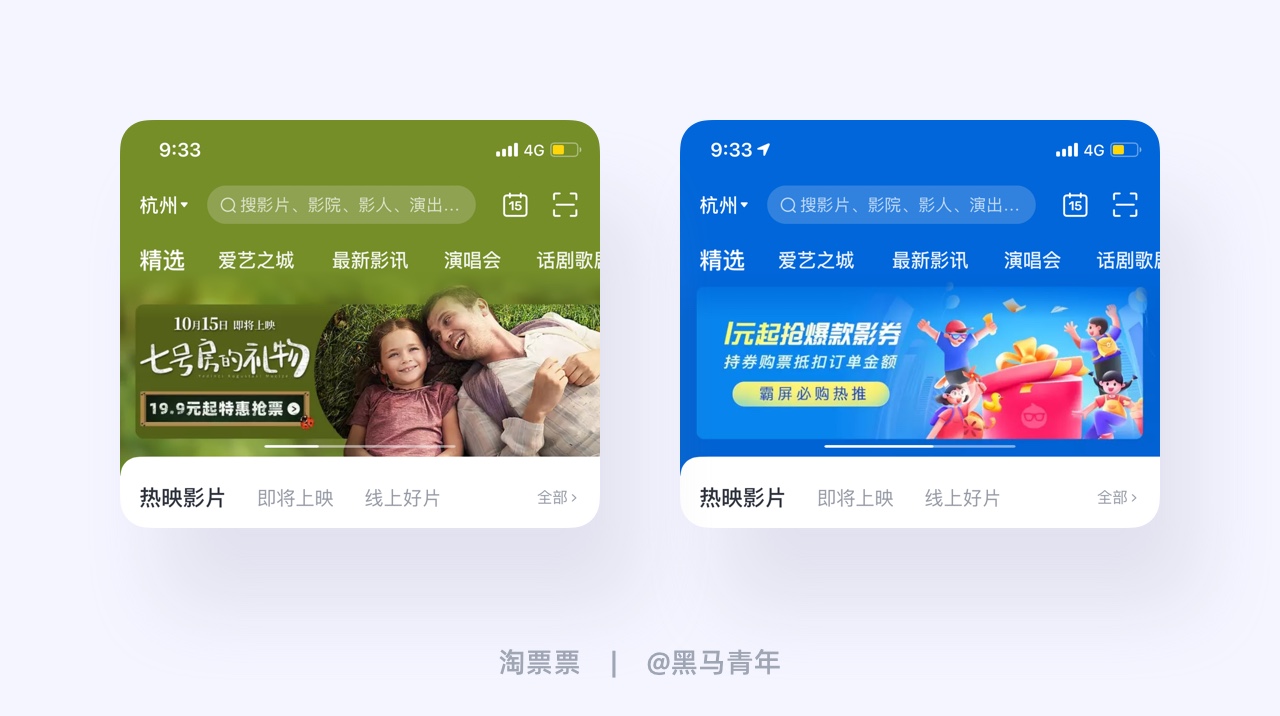 9:33
4G
杭州
搜影片、影院、影人、演出...
15
精选 爱艺之城 最新影讯 演唱会 话剧歌剧
10月15日 即将上映
七号房的礼物
19.9元起特惠抢票
热映影片 即将上映 线上好片 全部
9:33
4G
杭州
搜影片、影院、影人、演出...
15
精选 爱艺之城 最新影讯 演唱会 话剧歌剧
1元起抢爆款影券
持券购票抵扣订单金额
霸屏必购热推
热映影片 即将上映 线上好片 全部
淘票票 | @黑马青年